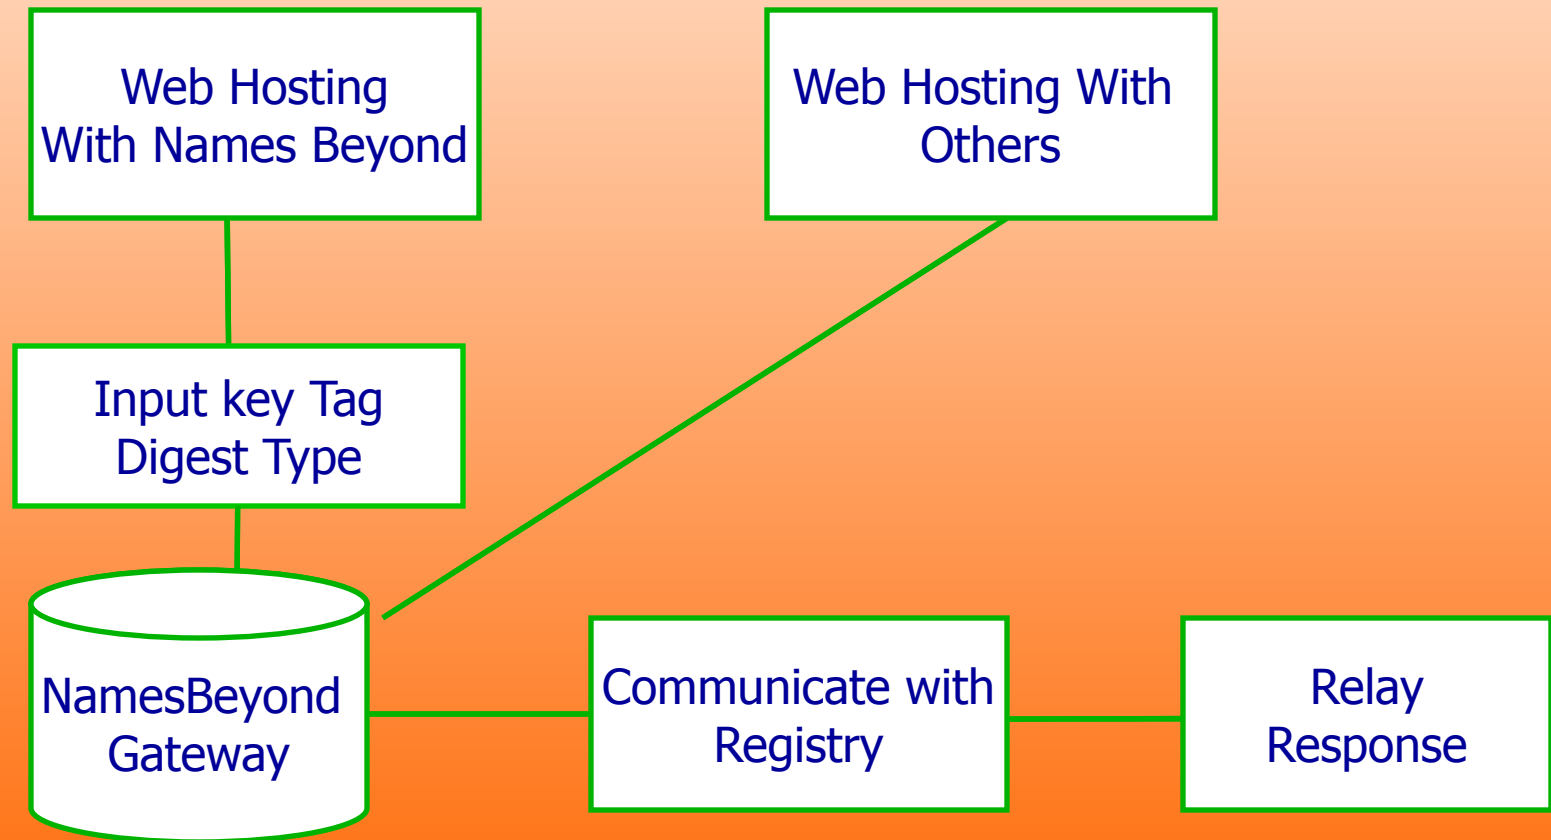 Web Hosting
With Names Beyond
Web Hosting With
Others
Input key Tag
Digest Type
NamesBeyond
Gateway
Communicate with
Registry
Relay
Response